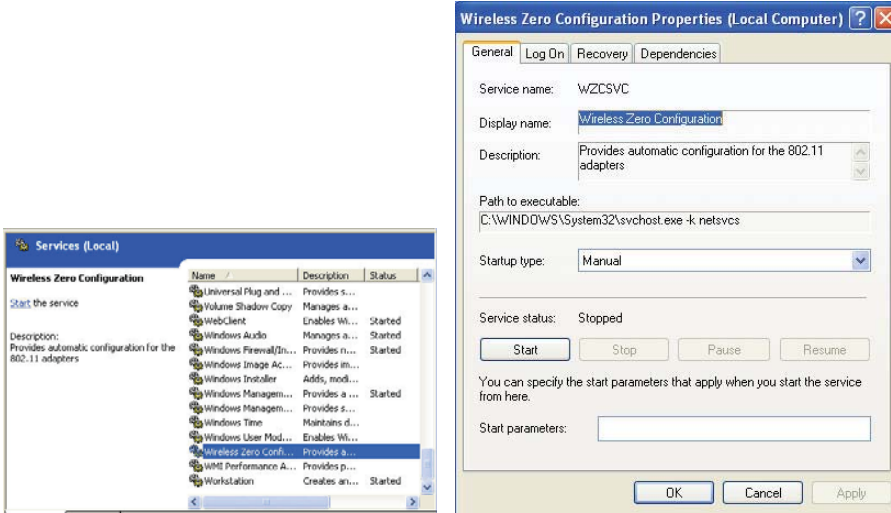 Services (Local)
Wireless Zero Configuration
Start the service
Description:
Provides automatic configuration for the
802.11 adapters
Name Description Status
Universal Plug and ... Provides s...
Volume Shadow Copy Manages a...
WebClient Enables Wi... Started
Windows Audio Manages a... Started
Windows Firewall/In... Provides n... Started
Windows Image Ac... Provides im...
Windows Installer Adds, modi...
Windows Managem... Provides a ... Started
Windows Managem... Provides s...
Windows Time Maintains d...
Windows User Mod... Enables Wi...
Wireless Zero Confi... Provides a...
WMI Performance A... Provides p...
Workstation Creates an... Started
Wireless Zero Configuration Properties (Local Computer)
General Log On Recovery Dependencies
Service name: WZCSVC
Display name: Wireless Zero Configuration
Description: Provides automatic configuration for the 802.11
adapters
Path to executable:
C:\WINDOWS\System32\svchost.exe -k netsvcs
Startup type: Manual
Service status: Stopped
Start Stop Pause Resume
You can specify the start parameters that apply when you start the service
from here.
Start parameters:
OK Cancel Apply